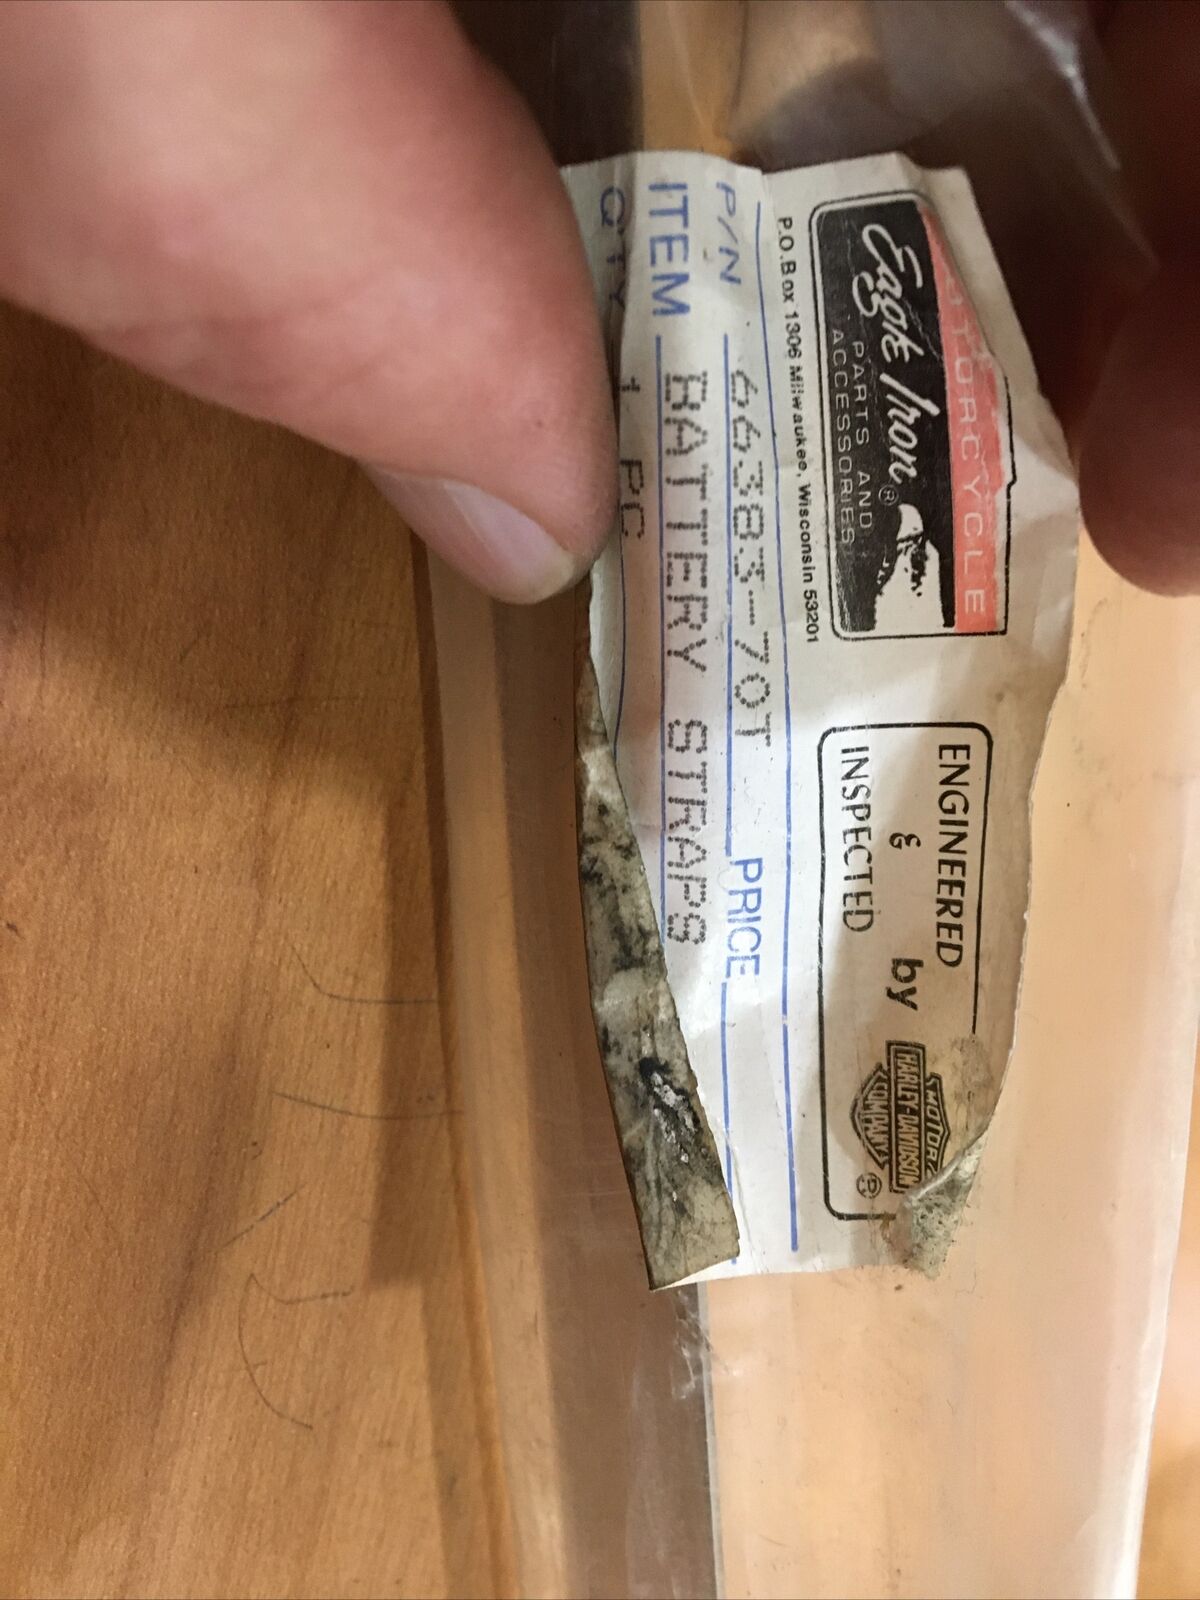 MOTORCYCLE
Eagle Iron®
PARTS AND
ACCESSORIES
ENGINEERED
&
INSPECTED
by
MOTOR
HARLEY-DAVIDSON
COMPANY
®
P.O.Box 1306 Milwaukee, Wisconsin 53201
P/N 66383-70T PRICE
ITEM BATTERY STRAPS
QTY 1 PC